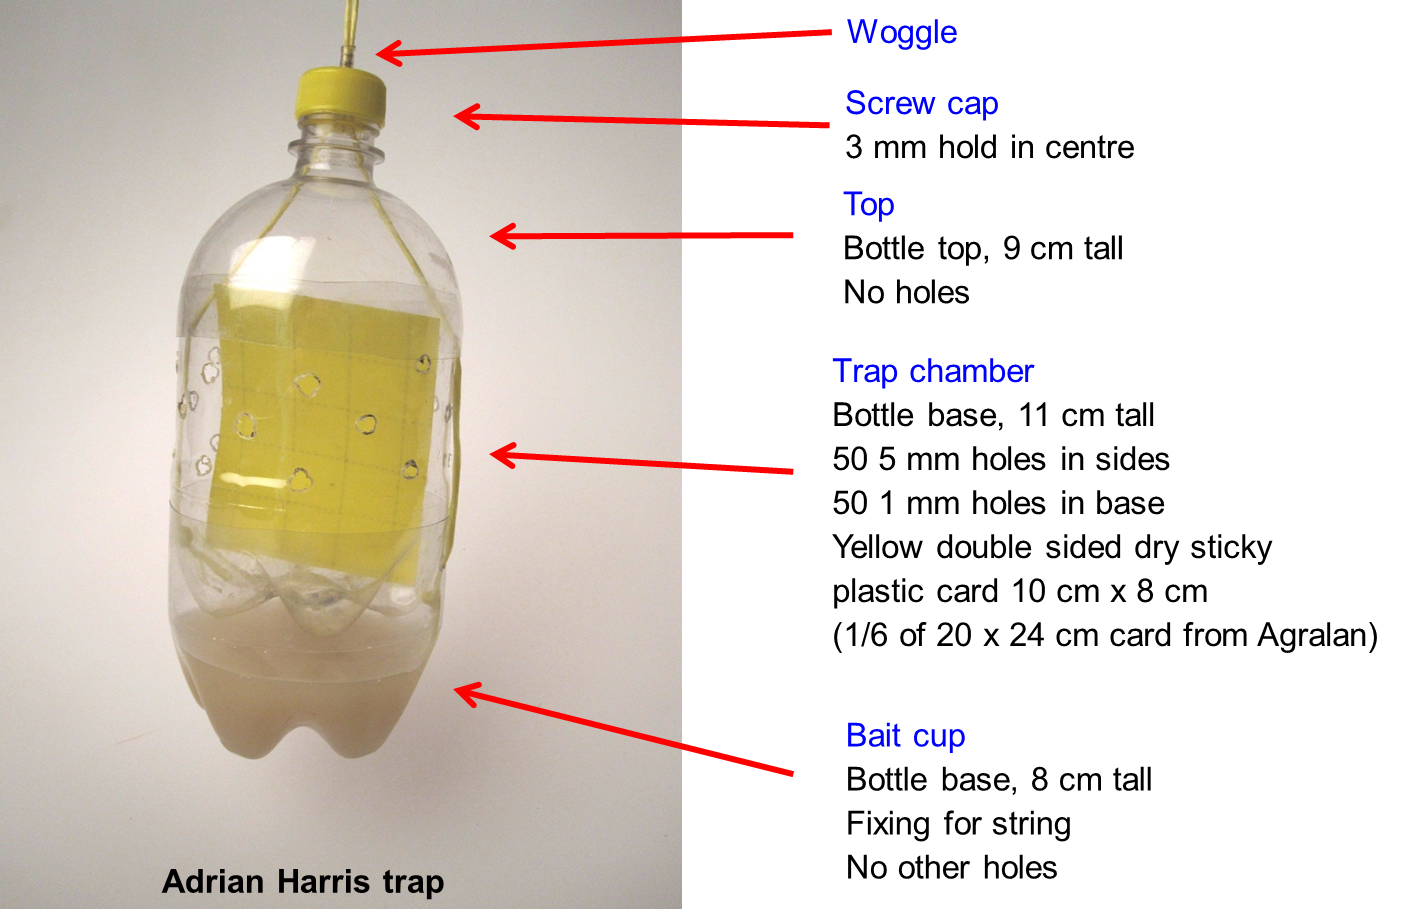 Woggle
Screw cap
3 mm hold in centre
Top
Bottle top, 9 cm tall
No holes
Trap chamber
Bottle base, 11 cm tall
50 5 mm holes in sides
50 1 mm holes in base
Yellow double sided dry sticky
plastic card 10 cm x 8 cm
(1/6 of 20 x 24 cm card from Agralan)
Bait cup
Bottle base, 8 cm tall
Fixing for string
No other holes
Adrian Harris trap